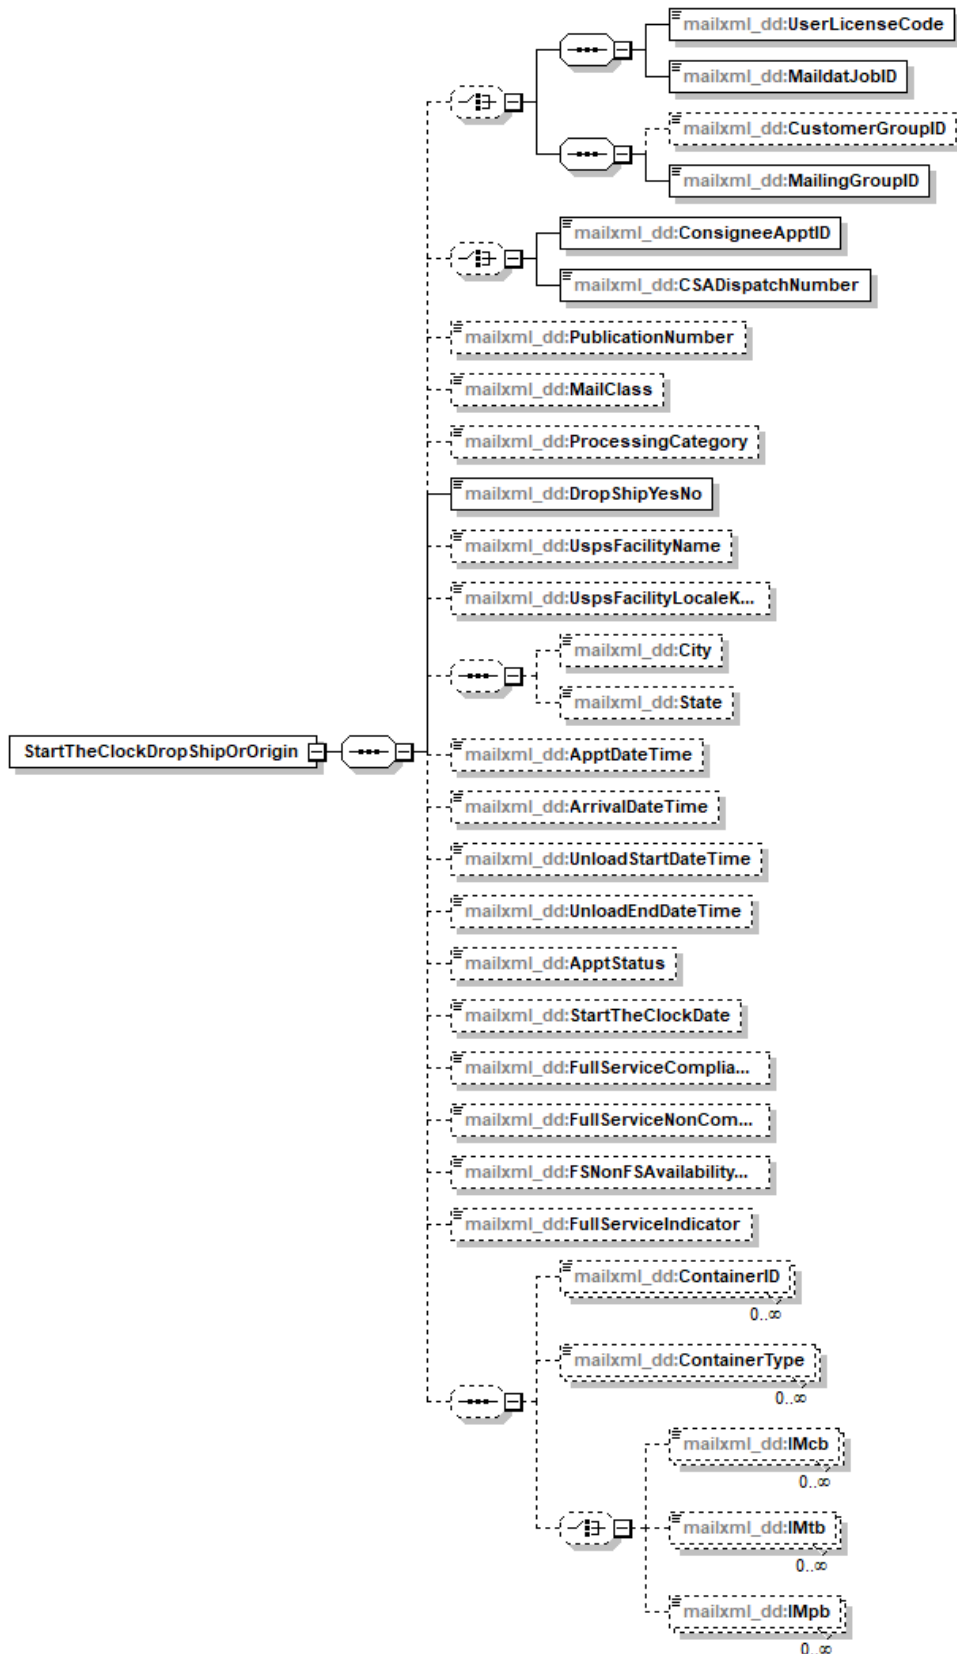 mailxml_dd:UserLicenseCode
mailxml_dd:MaildatJobID
mailxml_dd:CustomerGroupID
mailxml_dd:MailingGroupID
mailxml_dd:ConsigneeApptID
mailxml_dd:CSADispatchNumber
mailxml_dd:PublicationNumber
mailxml_dd:MailClass
mailxml_dd:ProcessingCategory
mailxml_dd:DropShipYesNo
mailxml_dd:UspsFacilityName
mailxml_dd:UspsFacilityLocaleK...
mailxml_dd:City
mailxml_dd:State
StartTheClockDropShipOrOrigin
mailxml_dd:ApptDateTime
mailxml_dd:ArrivalDateTime
mailxml_dd:UnloadStartDateTime
mailxml_dd:UnloadEndDateTime
mailxml_dd:ApptStatus
mailxml_dd:StartTheClockDate
mailxml_dd:FullServiceComplia...
mailxml_dd:FullServiceNonCom...
mailxml_dd:FSNonFSAvailability...
mailxml_dd:FullServiceIndicator
mailxml_dd:ContainerID
0..∞
mailxml_dd:ContainerType
0..∞
mailxml_dd:IMcb
0..∞
mailxml_dd:IMtb
0..∞
mailxml_dd:IMpb
0..∞